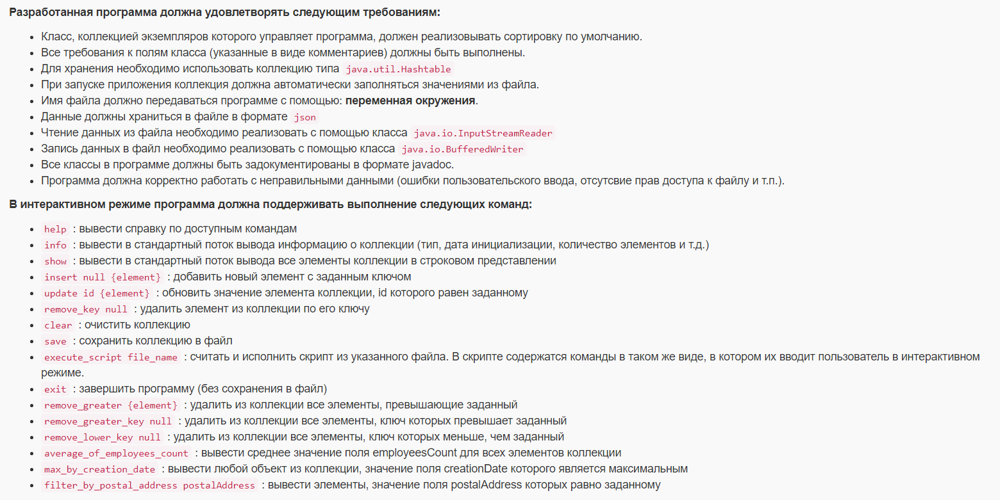 Разработанная программа должна удовлетворять следующим требованиям:
Класс, коллекцией экземпляров которого управляет программа, должен реализовывать сортировку по умолчанию.
Все требования к полям класса (указанные в виде комментариев) должны быть выполнены.
Для хранения необходимо использовать коллекцию типа java.util.Hashtable
При запуске приложения коллекция должна автоматически заполняться значениями из файла.
Имя файла должно передаваться программе с помощью: переменная окружения.
Данные должны храниться в файле в формате json
Чтение данных из файла необходимо реализовать с помощью класса java.io.InputStreamReader
Запись данных в файл необходимо реализовать с помощью класса java.io.BufferedWriter
Все классы в программе должны быть задокументированы в формате javadoc.
Программа должна корректно работать с неправильными данными (ошибки пользовательского ввода, отсутсвие прав доступа к файлу и т.п.).
В интерактивном режиме программа должна поддерживать выполнение следующих команд:
help : вывести справку по доступным командам
info : вывести в стандартный поток вывода информацию о коллекции (тип, дата инициализации, количество элементов и т.д.)
show : вывести в стандартный поток вывода все элементы коллекции в строковом представлении
insert null {element} : добавить новый элемент с заданным ключом
update id {element} : обновить значение элемента коллекции, id которого равен заданному
remove_key null : удалить элемент из коллекции по его ключу
clear : очистить коллекцию
save : сохранить коллекцию в файл
execute_script file_name : считать и исполнить скрипт из указанного файла. В скрипте содержатся команды в таком же виде, в котором их вводит пользователь в интерактивном
режиме.
exit : завершить программу (без сохранения в файл)
remove_greater {element} : удалить из коллекции все элементы, превышающие заданный
remove_greater_key null : удалить из коллекции все элементы, ключ которых превышает заданный
remove_lower_key null : удалить из коллекции все элементы, ключ которых меньше, чем заданный
average_of_employees_count : вывести среднее значение поля employeesCount для всех элементов коллекции
max_by_creation_date : вывести любой объект из коллекции, значение поля creationDate которого является максимальным
filter_by_postal_address postalAddress : вывести элементы, значение поля postalAddress которых равно заданному